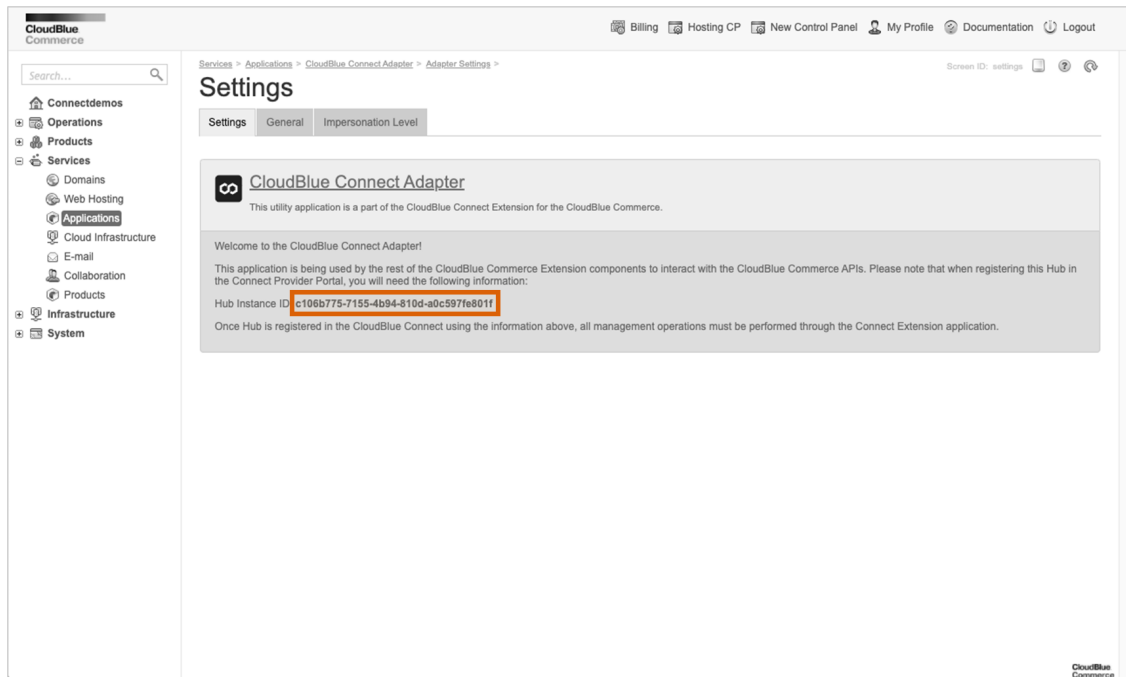 CloudBlue
Commerce
Billing Hosting CP New Control Panel My Profile Documentation Logout
Search...
Connectdemos
Operations
Products
Services
Domains
Web Hosting
Applications
Cloud Infrastructure
E-mail
Collaboration
Products
Infrastructure
System
Services > Applications > CloudBlue Connect Adapter > Adapter Settings >
Screen ID: settings
Settings
Settings General Impersonation Level
CloudBlue Connect Adapter
This utility application is a part of the CloudBlue Connect Extension for the CloudBlue Commerce.
Welcome to the CloudBlue Connect Adapter!
This application is being used by the rest of the CloudBlue Commerce Extension components to interact with the CloudBlue Commerce APIs. Please note that when registering this Hub in
the Connect Provider Portal, you will need the following information:
Hub Instance ID c106b775-7155-4b94-810d-a0c597fe801f
Once Hub is registered in the CloudBlue Connect using the information above, all management operations must be performed through the Connect Extension application.
CloudBlue
Commerce